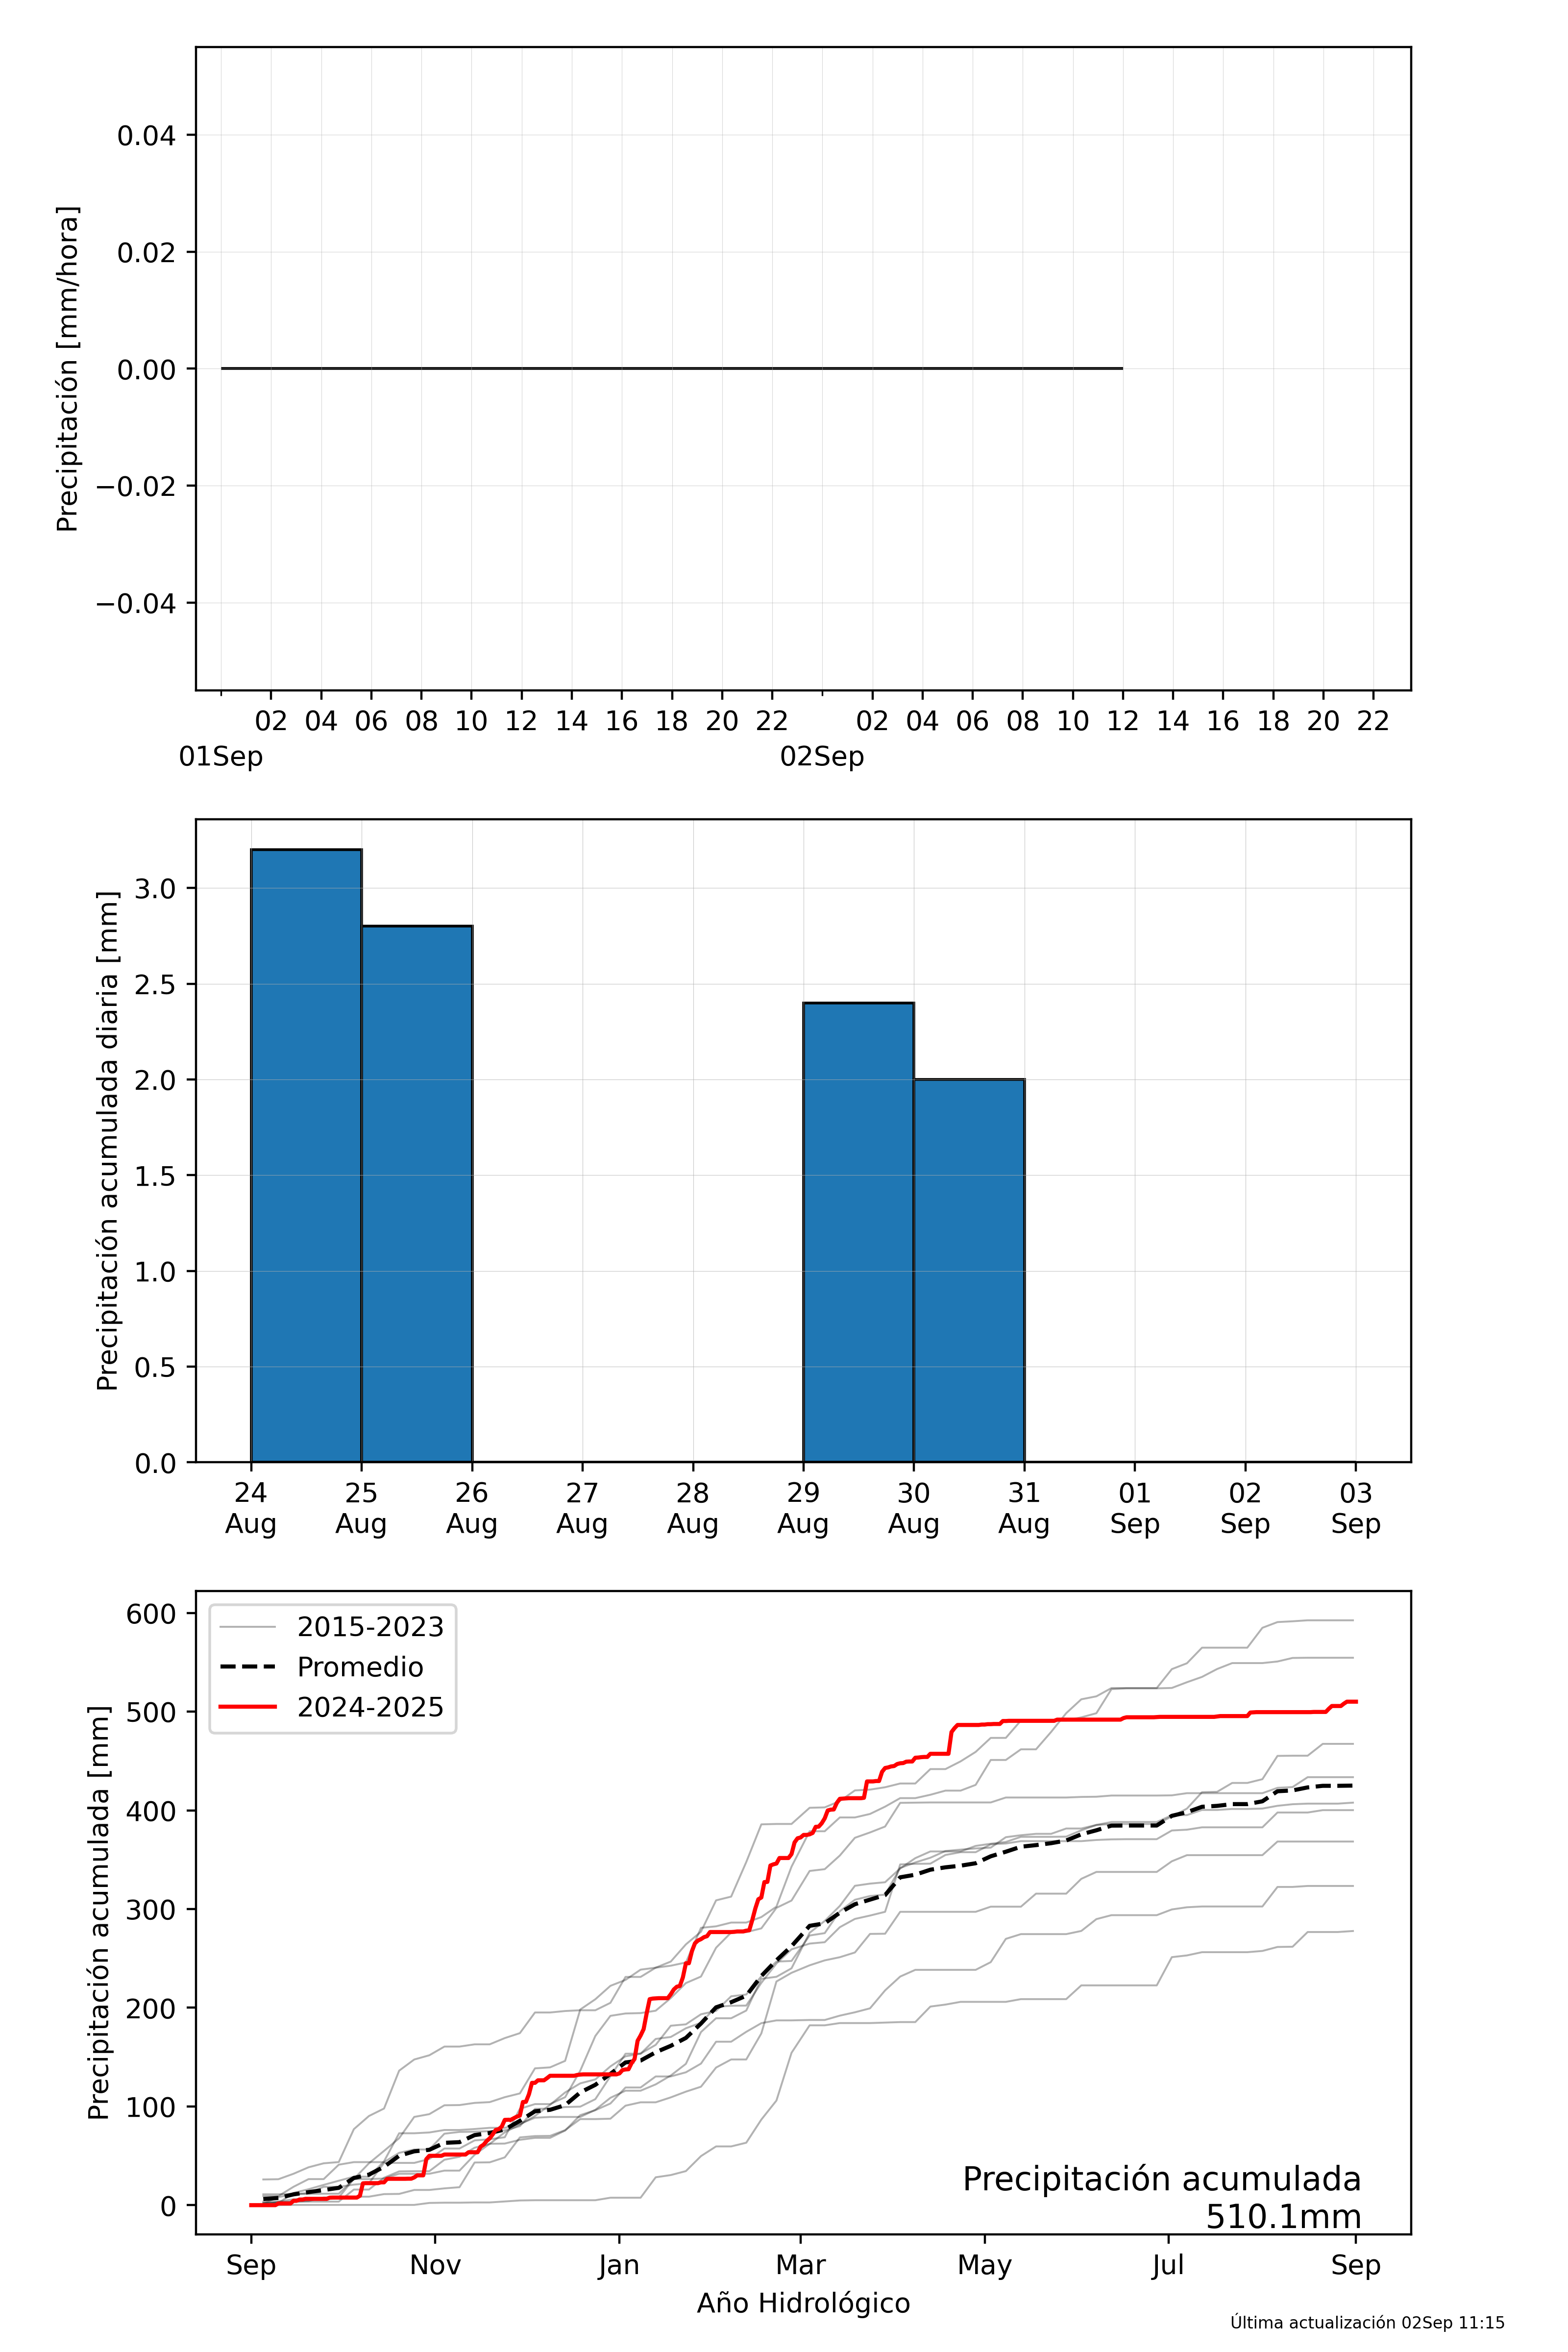 Precipitación [mm/hora]
0.04
0.02
0.00
−0.02
−0.04
02 04 06 08 10 12 14 16 18 20 22 02 04 06 08 10 12 14 16 18 20 22
01Sep 02Sep
Precipitación acumulada diaria [mm]
3.0
2.5
2.0
1.5
1.0
0.5
0.0
24 25 26 27 28 29 30 31 01 02 03
Aug Aug Aug Aug Aug Aug Aug Aug Sep Sep Sep
Precipitación acumulada [mm]
600
500
400
300
200
100
0
2015-2023
Promedio
2024-2025
Precipitación acumulada
510.1mm
Sep Nov Jan Mar May Jul Sep
Año Hidrológico
Última actualización 02Sep 11:15